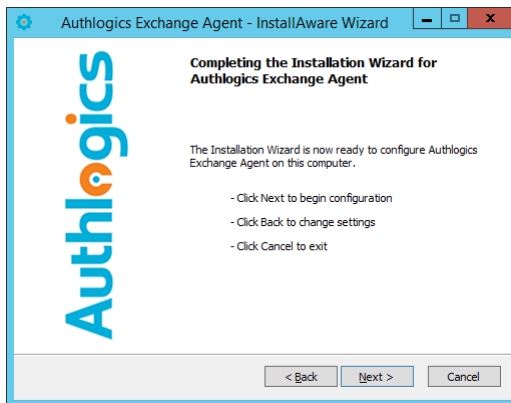 Authlogics Exchange Agent - InstallAware Wizard
Authlogics
Completing the Installation Wizard for
Authlogics Exchange Agent
The Installation Wizard is now ready to configure Authlogics
Exchange Agent on this computer.
- Click Next to begin configuration
- Click Back to change settings
- Click Cancel to exit
< Back
Next >
Cancel